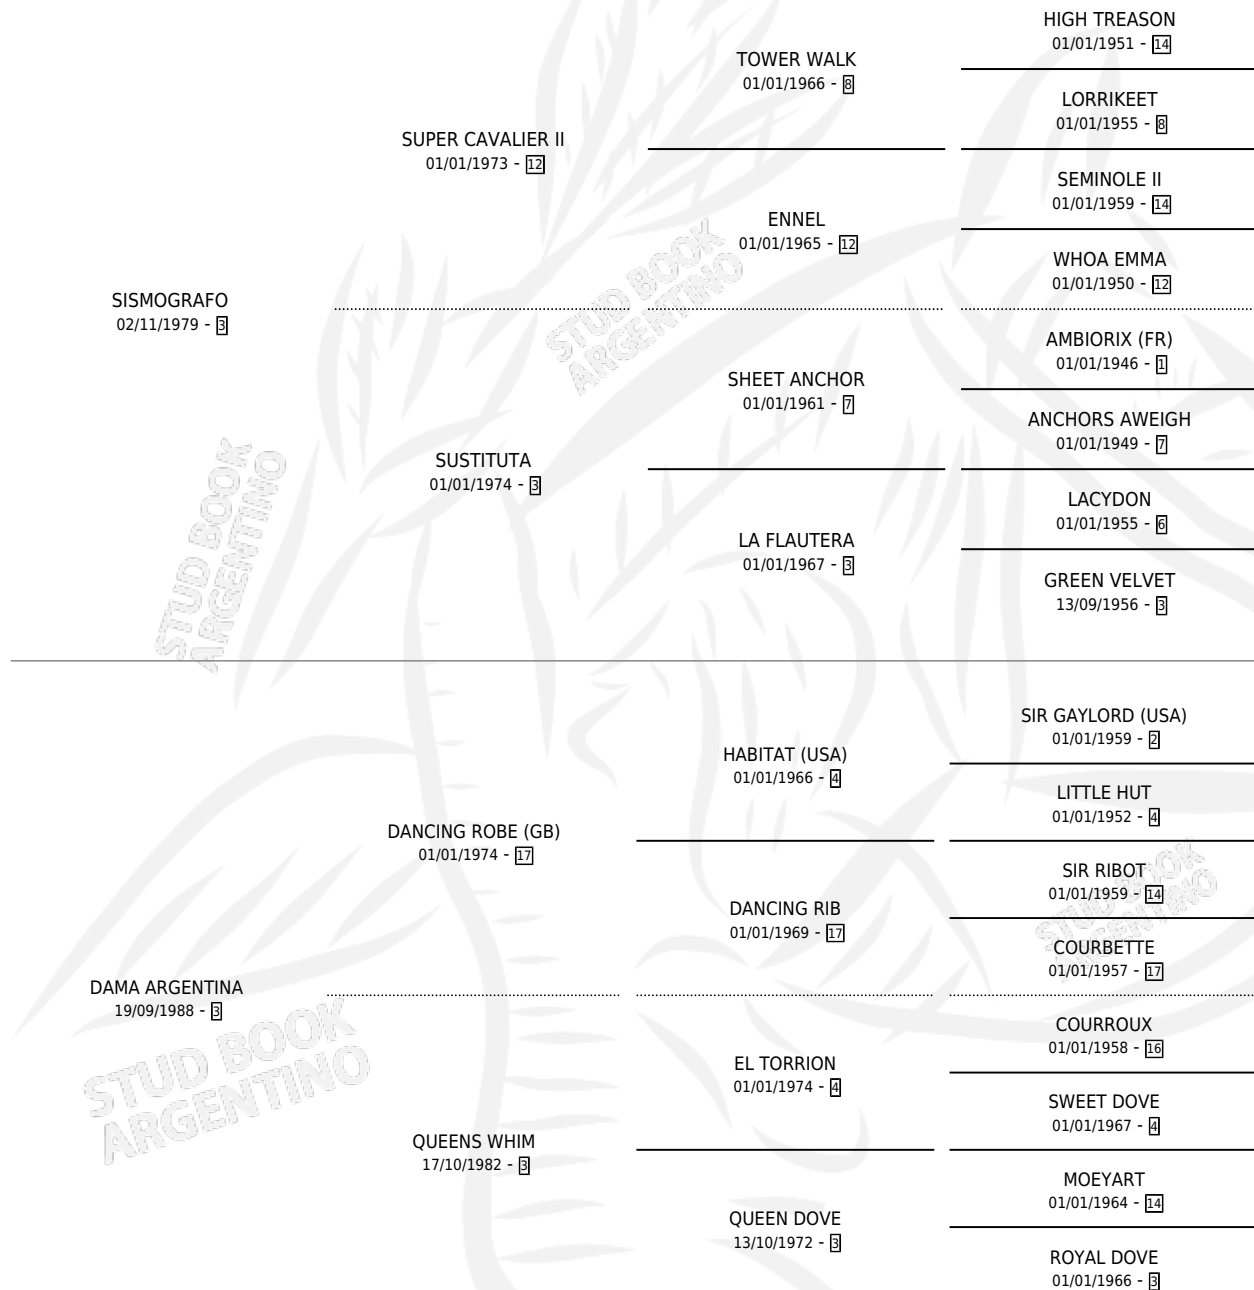 HIGH TREASON
01/01/1951 - 14
TOWER WALK
01/01/1966 - 8
LORRIKEET
01/01/1955 - 8
SUPER CAVALIER II
01/01/1973 - 12
SEMINOLE II
01/01/1959 - 14
ENNEL
01/01/1965 - 12
WHOA EMMA
01/01/1950 - 12
SISMOGRAFO
02/11/1979 - 3
AMBIORIX (FR)
01/01/1946 - 1
SHEET ANCHOR
01/01/1961 - 7
ANCHORS AWEIGH
01/01/1949 - 7
SUSTITUTA
01/01/1974 - 3
LACYDON
01/01/1955 - 6
LA FLAUTERA
01/01/1967 - 3
GREEN VELVET
13/09/1956 - 3
SIR GAYLORD (USA)
01/01/1959 - 2
HABITAT (USA)
01/01/1966 - 4
LITTLE HUT
01/01/1952 - 4
DANCING ROBE (GB)
01/01/1974 - 17
SIR RIBOT
01/01/1959 - 14
DANCING RIB
01/01/1969 - 17
COURBETTE
01/01/1957 - 17
DAMA ARGENTINA
19/09/1988 - 3
COURROUX
01/01/1958 - 16
EL TORRION
01/01/1974 - 4
SWEET DOVE
01/01/1967 - 4
QUEENS WHIM
17/10/1982 - 3
MOEYART
01/01/1964 - 14
QUEEN DOVE
13/10/1972 - 3
ROYAL DOVE
01/01/1966 - 3
STUD BOOK
ARGENTINO
STUD BOOK
ARGENTINO
STUD BOOK
ARGENTINO
STUD BOOK
ARGENTINO